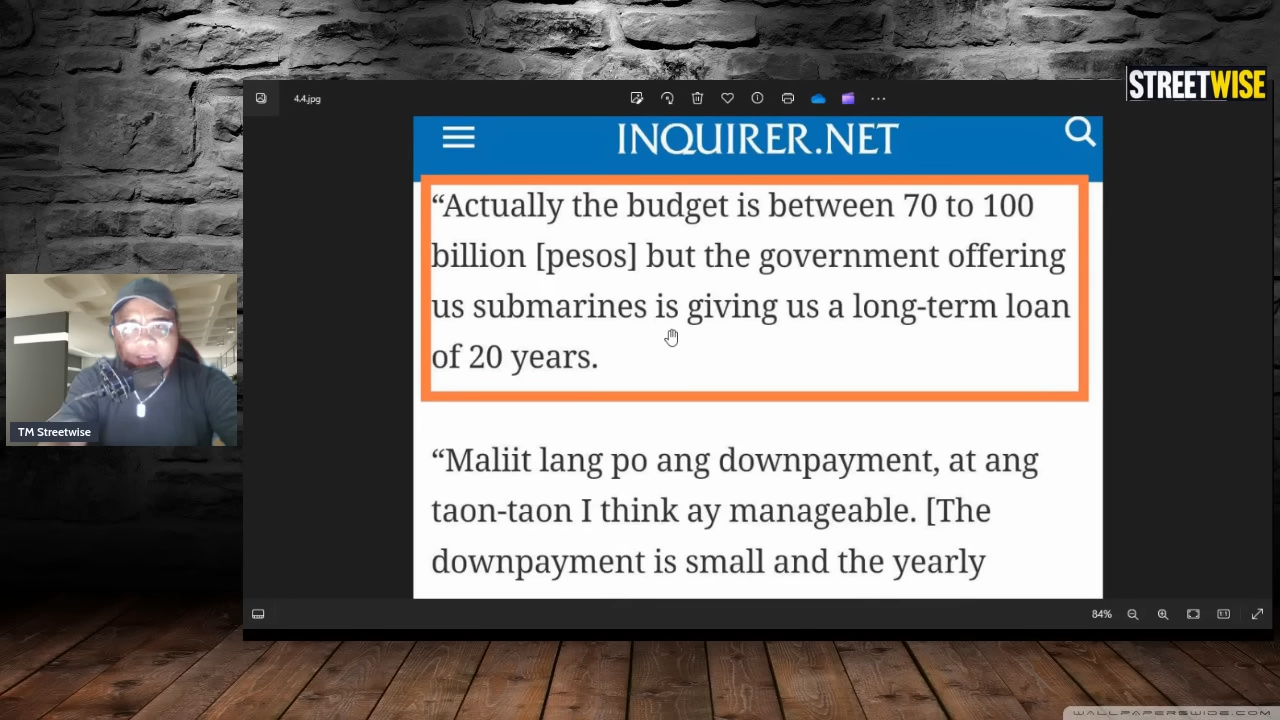 STREETWISE
4.4.jpg
INQUIRER.NET
“Actually the budget is between 70 to 100
billion [pesos] but the government offering
us submarines is giving us a long-term loan
of 20 years.
TM Streetwise
“Maliit lang po ang downpayment, at ang
taon-taon I think ay manageable. [The
downpayment is small and the yearly
84%
WALLPAPERSWIDE.COM